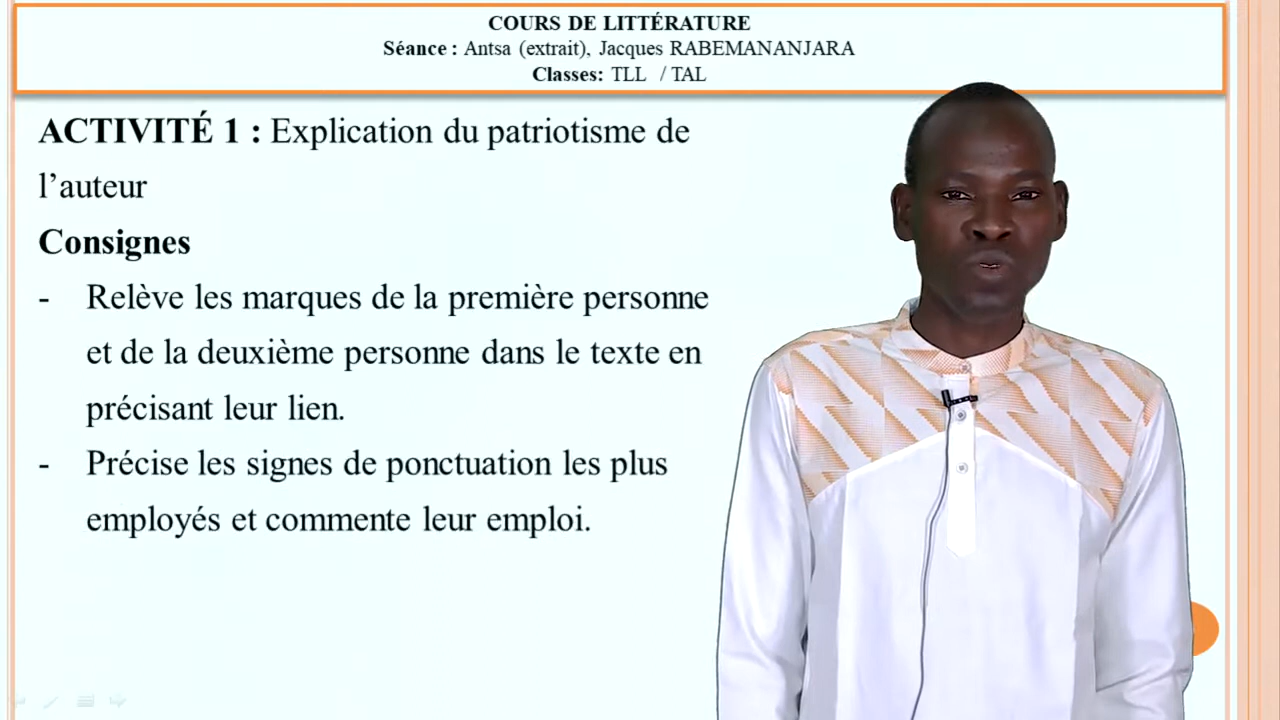 COURS DE LITTÉRATURE
Séance : Antsa (extrait), Jacques RABEMANANJARA
Classes: TLL / TAL
ACTIVITÉ 1 : Explication du patriotisme de
l’auteur
Consignes
- Relève les marques de la première personne
et de la deuxième personne dans le texte en
précisant leur lien.
- Précise les signes de ponctuation les plus
employés et commente leur emploi.